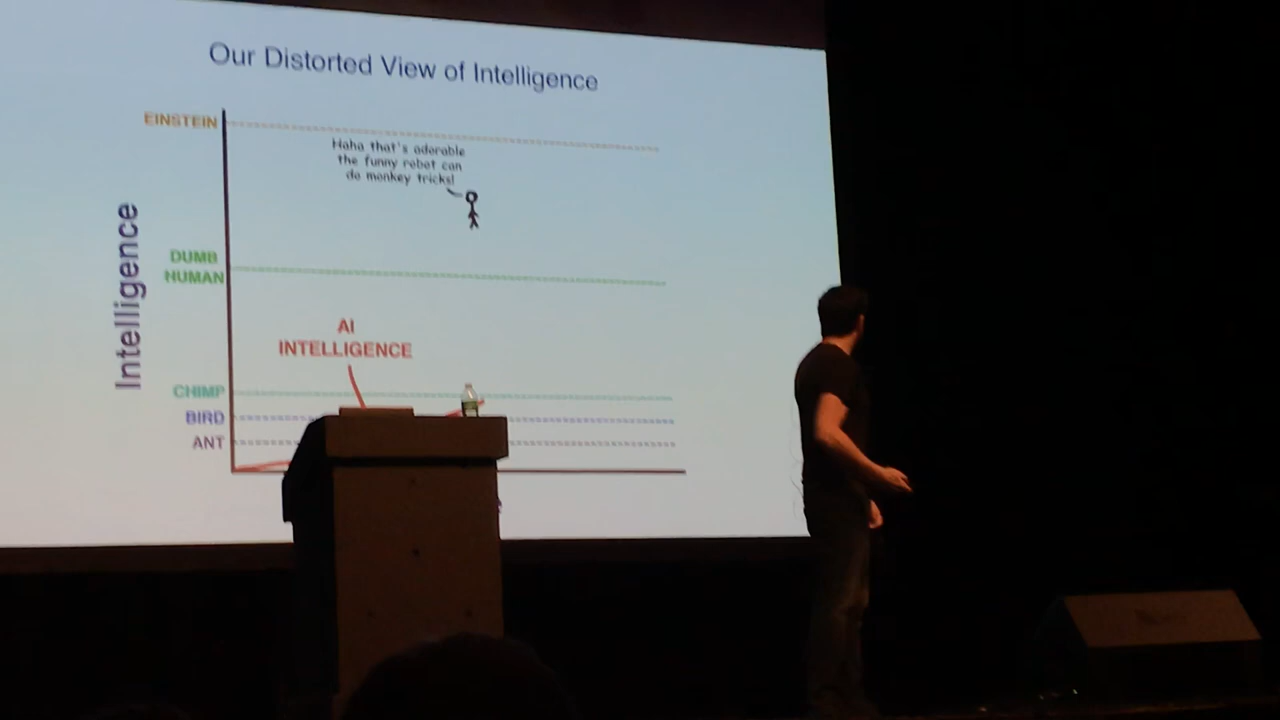 Our Distorted View of Intelligence
EINSTEIN
Haha that's adorable
the funny robot can
do monkey tricks!
Intelligence
DUMB
HUMAN
AI
INTELLIGENCE
CHIMP
BIRD
ANT